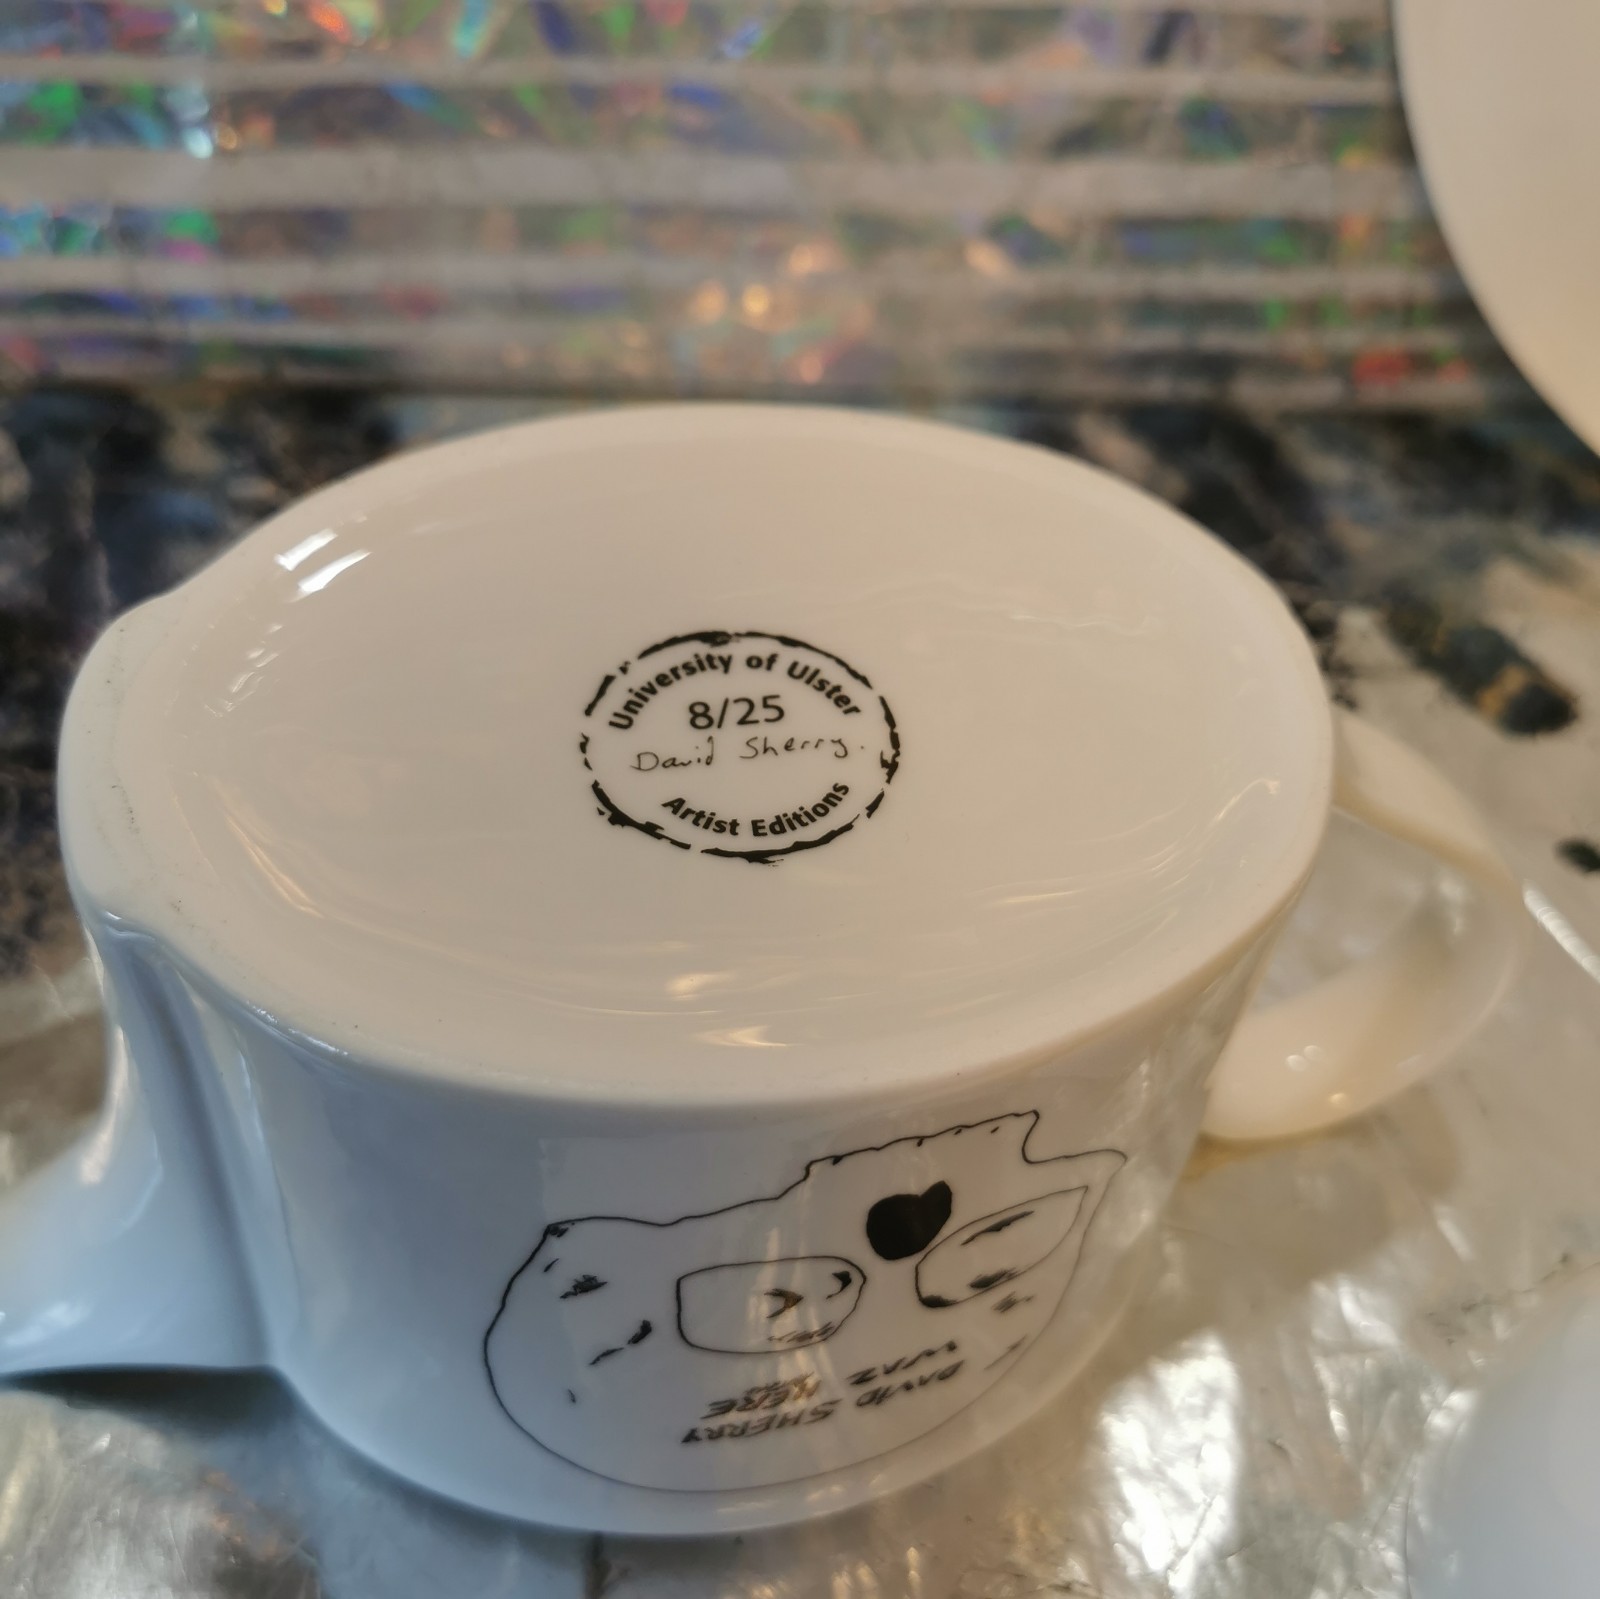 University of Ulster
8/25
David Sherry.
Artist Editions
DAVID SHERRY
WAZ HERE